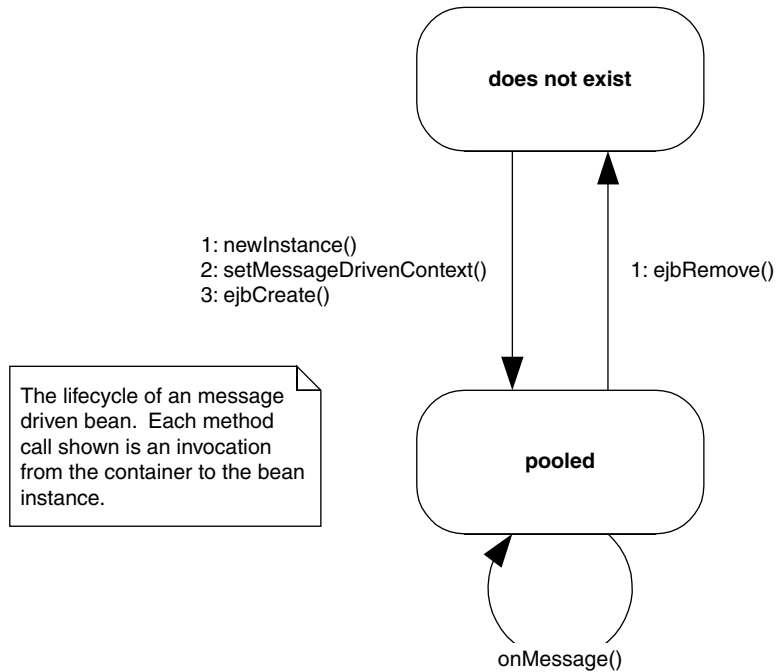 does not exist
1: newInstance()
2: setMessageDrivenContext()
3: ejbCreate()
1: ejbRemove()
The lifecycle of an message
driven bean. Each method
call shown is an invocation
from the container to the bean
instance.
pooled
onMessage()